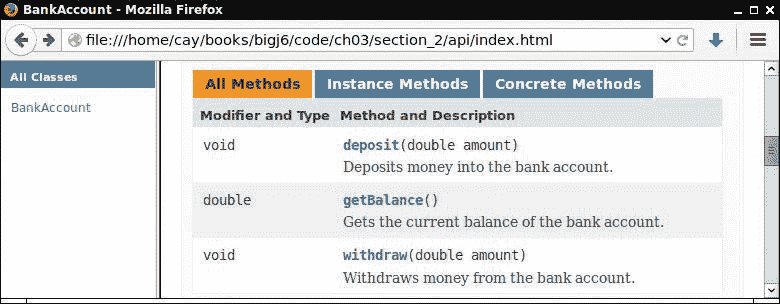 BankAccount - Mozilla Firefox
file:///home/cay/books/bigj6/code/ch03/section_2/api/index.html
All Classes
BankAccount
All Methods Instance Methods Concrete Methods
Modifier and Type Method and Description
void deposit(double amount)
Deposits money into the bank account.
double getBalance()
Gets the current balance of the bank account.
void withdraw(double amount)
Withdraws money from the bank account.